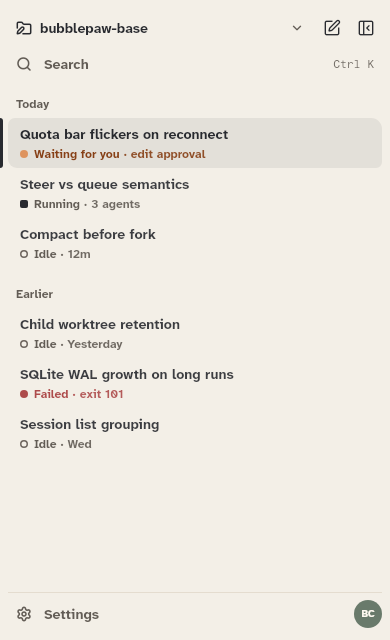 bubblepaw-base
Search
Ctrl K
Today
Quota bar flickers on reconnect
Waiting for you · edit approval
Steer vs queue semantics
Running · 3 agents
Compact before fork
Idle · 12m
Earlier
Child worktree retention
Idle · Yesterday
SQLite WAL growth on long runs
Failed · exit 101
Session list grouping
Idle · Wed
Settings
BC